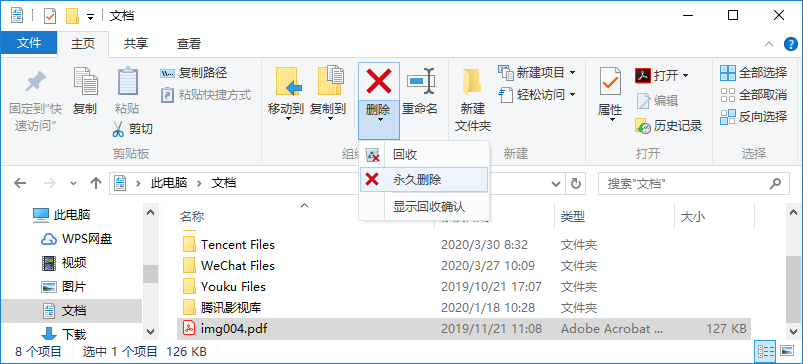 文档
文件 主页 共享 查看
固定到"快速访问" 复制 粘贴 复制路径 粘贴快捷方式 剪切
移动到 复制到 删除 重命名
新建文件夹 新建项目 轻松访问
属性 打开 编辑 历史记录
全部选择 全部取消 反向选择
剪贴板 组织 新建 打开 选择
回收
永久删除
显示回收确认
此电脑 文档 搜索"文档"
名称 类型 大小
此电脑
WPS网盘
视频
图片
文档
下载
Tencent Files 2020/3/30 8:32 文件夹
WeChat Files 2020/3/27 10:09 文件夹
Youku Files 2019/10/21 17:07 文件夹
腾讯影视库 2020/1/18 10:28 文件夹
img004.pdf 2019/11/21 11:08 Adobe Acrobat ... 127 KB
8 个项目 选中 1 个项目 126 KB